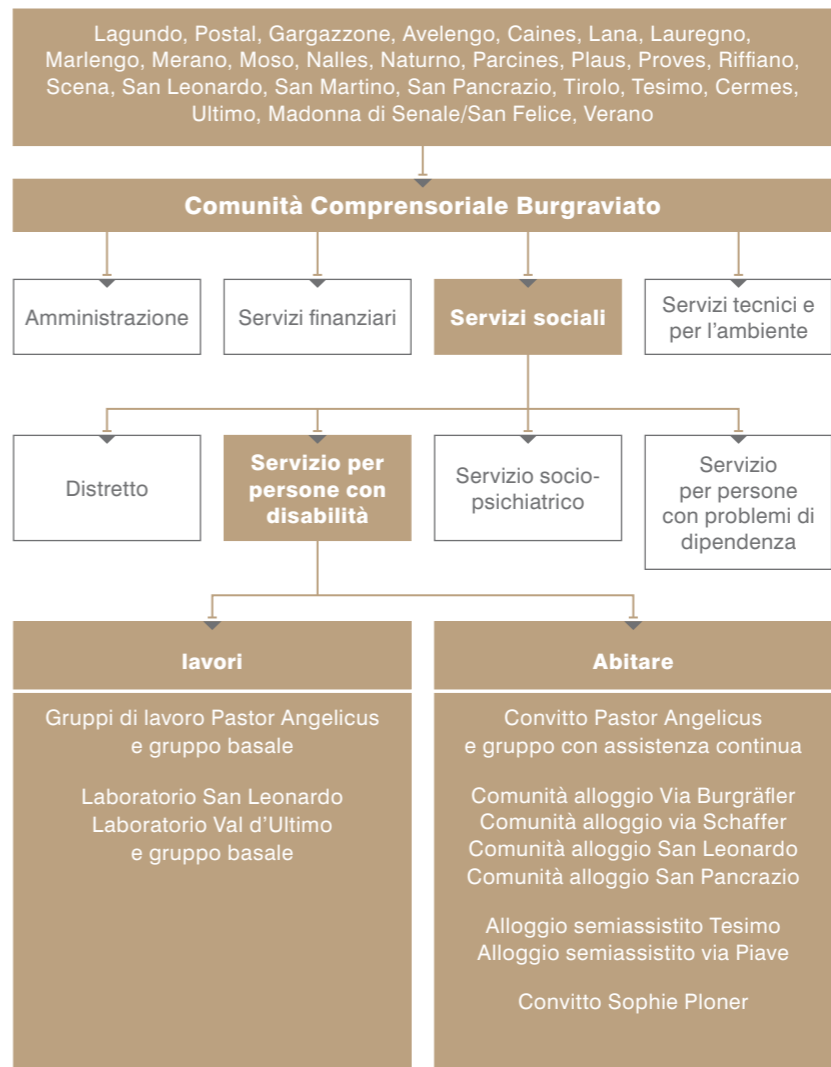 Lagundo, Postal, Gargazzone, Avelengo, Caines, Lana, Lauregno,
Marlengo, Merano, Moso, Nalles, Naturno, Parcines, Plaus, Proves, Riffiano,
Scena, San Leonardo, San Martino, San Pancrazio, Tirolo, Tesimo, Cermes,
Ultimo, Madonna di Senale/San Felice, Verano
Comunità Comprensoriale Burgraviato
Amministrazione
Servizi finanziari
Servizi sociali
Servizi tecnici e
per l'ambiente
Distretto
Servizio per
persone con
disabilità
Servizio socio-
psichiatrico
Servizio
per persone
con problemi di
dipendenza
lavori
Gruppi di lavoro Pastor Angelicus
e gruppo basale
Laboratorio San Leonardo
Laboratorio Val d'Ultimo
e gruppo basale
Abitare
Convitto Pastor Angelicus
e gruppo con assistenza continua
Comunità alloggio Via Burgräfler
Comunità alloggio via Schaffer
Comunità alloggio San Leonardo
Comunità alloggio San Pancrazio
Alloggio semiassistito Tesimo
Alloggio semiassistito via Piave
Convitto Sophie Ploner